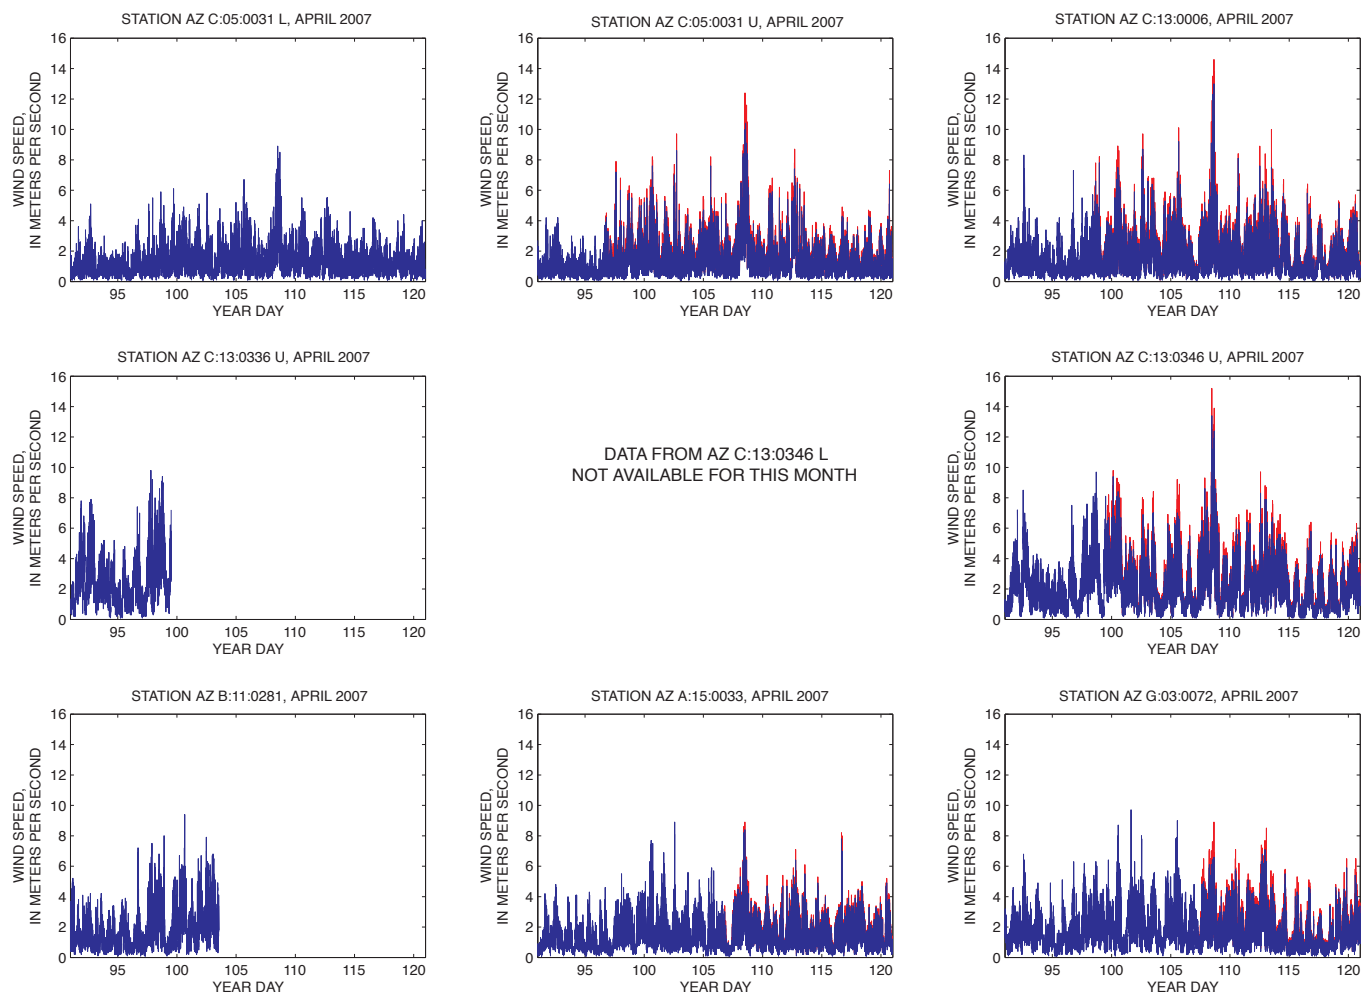 STATION AZ C:05:0031 L, APRIL 2007
WIND SPEED,
IN METERS PER SECOND
16
14
12
10
8
6
4
2
0
95 100 105 110 115 120
YEAR DAY
STATION AZ C:05:0031 U, APRIL 2007
WIND SPEED,
IN METERS PER SECOND
16
14
12
10
8
6
4
2
0
95 100 105 110 115 120
YEAR DAY
STATION AZ C:13:0006, APRIL 2007
WIND SPEED,
IN METERS PER SECOND
16
14
12
10
8
6
4
2
0
95 100 105 110 115 120
YEAR DAY
STATION AZ C:13:0336 U, APRIL 2007
WIND SPEED,
IN METERS PER SECOND
16
14
12
10
8
6
4
2
0
95 100 105 110 115 120
YEAR DAY
DATA FROM AZ C:13:0346 L
NOT AVAILABLE FOR THIS MONTH
STATION AZ C:13:0346 U, APRIL 2007
WIND SPEED,
IN METERS PER SECOND
16
14
12
10
8
6
4
2
0
95 100 105 110 115 120
YEAR DAY
STATION AZ B:11:0281, APRIL 2007
WIND SPEED,
IN METERS PER SECOND
16
14
12
10
8
6
4
2
0
95 100 105 110 115 120
YEAR DAY
STATION AZ A:15:0033, APRIL 2007
WIND SPEED,
IN METERS PER SECOND
16
14
12
10
8
6
4
2
0
95 100 105 110 115 120
YEAR DAY
STATION AZ G:03:0072, APRIL 2007
WIND SPEED,
IN METERS PER SECOND
16
14
12
10
8
6
4
2
0
95 100 105 110 115 120
YEAR DAY